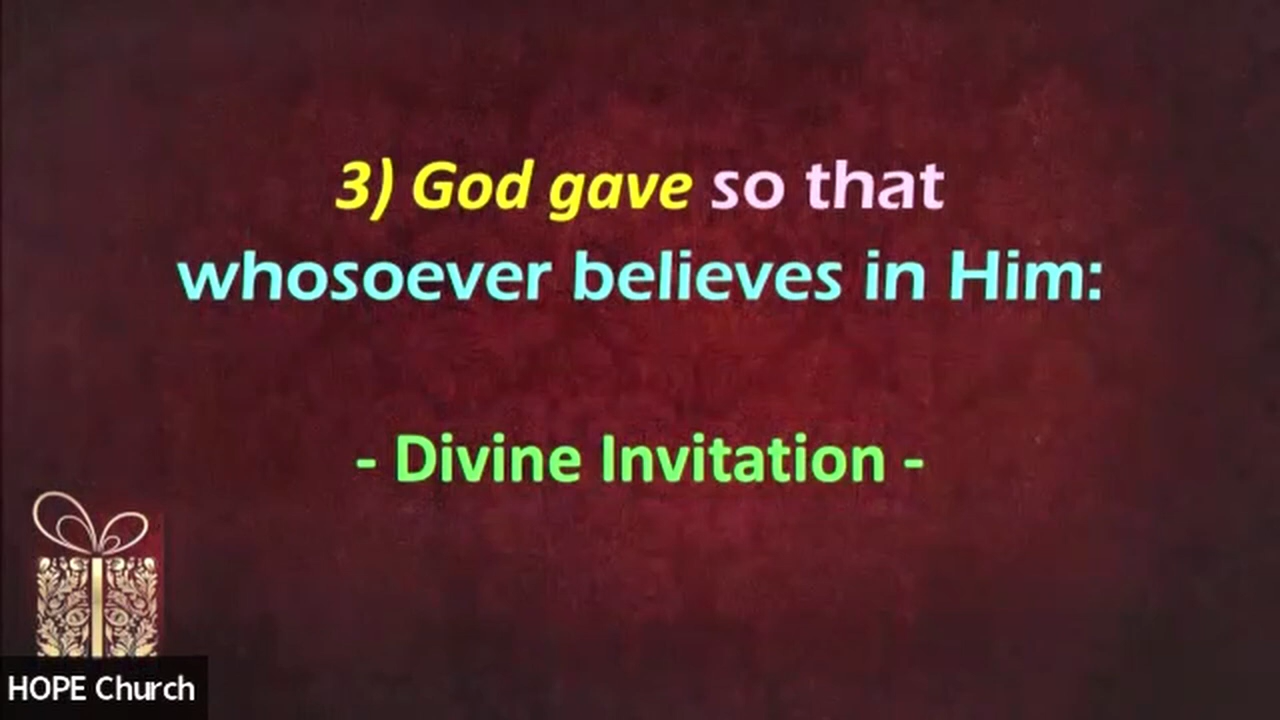 3) God gave so that
whosoever believes in Him:
- Divine Invitation -
HOPE Church